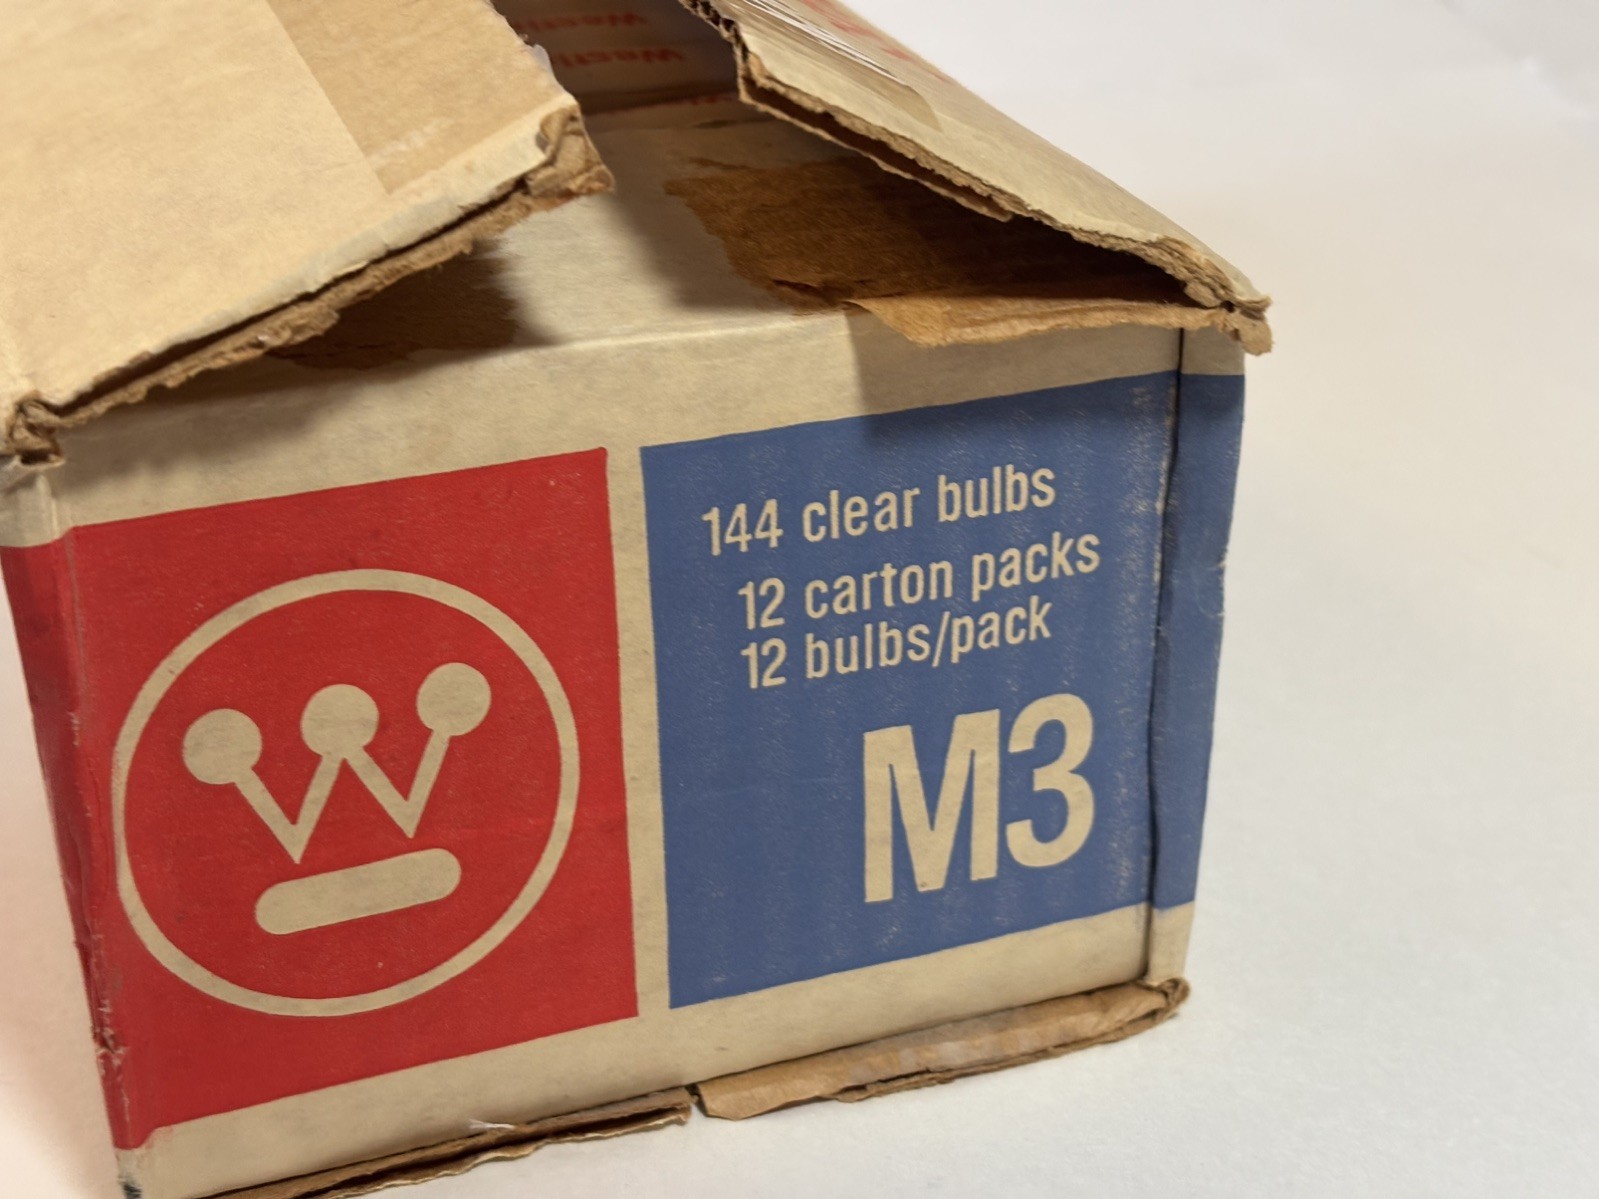 144 clear bulbs
12 carton packs
12 bulbs/pack
M3